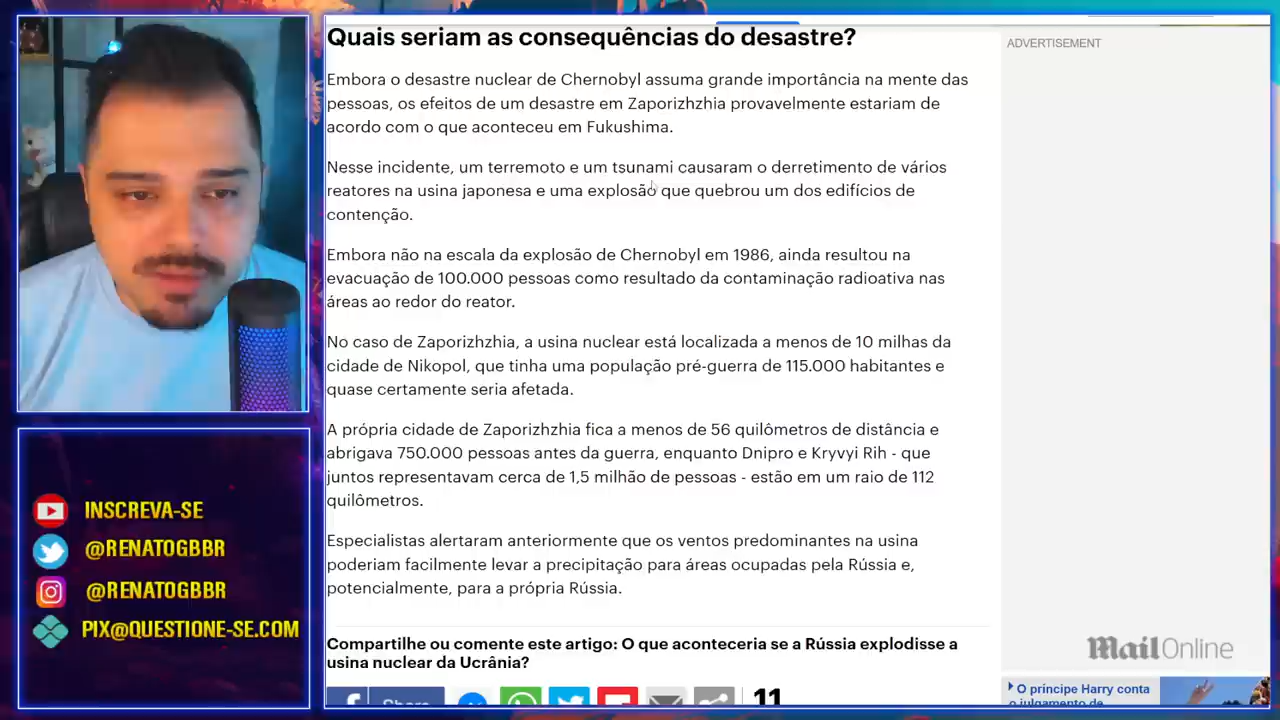 Quais seriam as consequências do desastre?
ADVERTISEMENT
Embora o desastre nuclear de Chernobyl assuma grande importância na mente das
pessoas, os efeitos de um desastre em Zaporizhzhia provavelmente estariam de
acordo com o que aconteceu em Fukushima.
Nesse incidente, um terremoto e um tsunami causaram o derretimento de vários
reatores na usina japonesa e uma explosão que quebrou um dos edifícios de
contenção.
Embora não na escala da explosão de Chernobyl em 1986, ainda resultou na
evacuação de 100.000 pessoas como resultado da contaminação radioativa nas
áreas ao redor do reator.
No caso de Zaporizhzhia, a usina nuclear está localizada a menos de 10 milhas da
cidade de Nikopol, que tinha uma população pré-guerra de 115.000 habitantes e
quase certamente seria afetada.
A própria cidade de Zaporizhzhia fica a menos de 56 quilômetros de distância e
abrigava 750.000 pessoas antes da guerra, enquanto Dnipro e Kryvyi Rih - que
juntos representavam cerca de 1,5 milhão de pessoas - estão em um raio de 112
quilômetros.
Especialistas alertaram anteriormente que os ventos predominantes na usina
poderiam facilmente levar a precipitação para áreas ocupadas pela Rússia e,
potencialmente, para a própria Rússia.
Compartilhe ou comente este artigo: O que aconteceria se a Rússia explodisse a
usina nuclear da Ucrânia?
Share
11
MailOnline
O príncipe Harry conta
o julgamento de
INSCREVA-SE
@RENATOGBBR
@RENATOGBBR
PIX@QUESTIONE-SE.COM